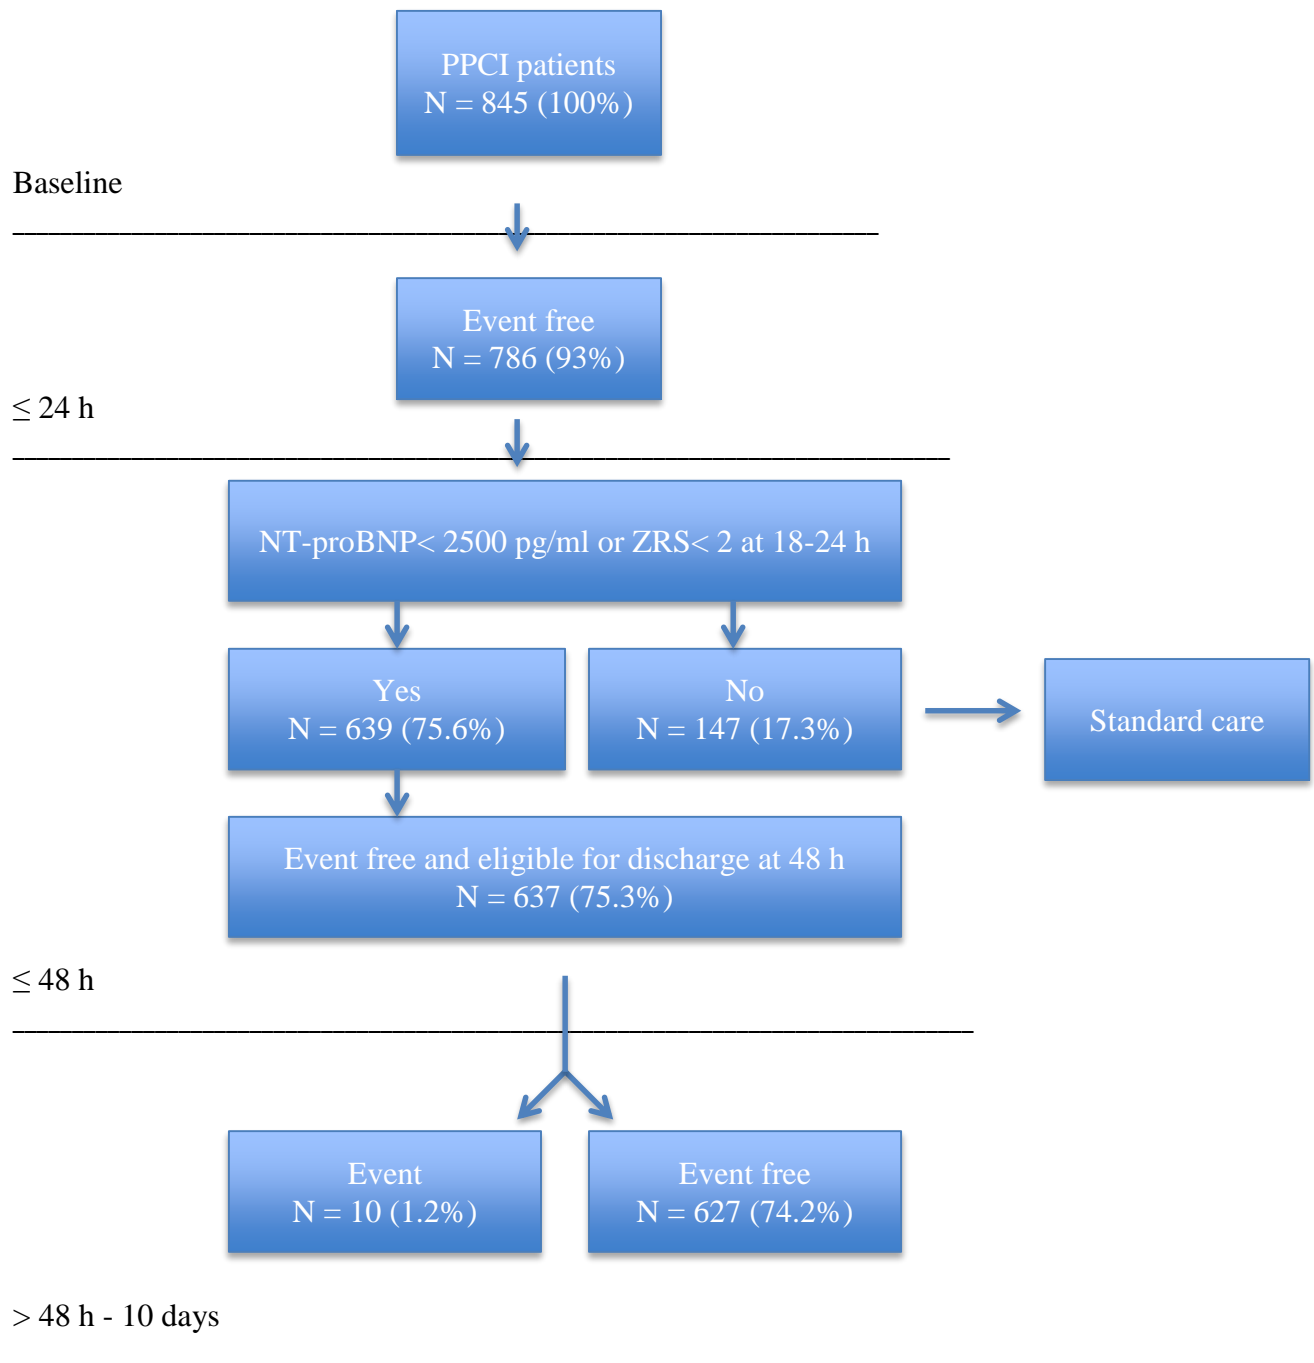 PPCI patients
N = 845 (100%)
Baseline
Event free
N = 786 (93%)
≤ 24 h
NT-proBNP< 2500 pg/ml or ZRS< 2 at 18-24 h
Yes
N = 639 (75.6%)
No
N = 147 (17.3%)
Standard care
Event free and eligible for discharge at 48 h
N = 637 (75.3%)
≤ 48 h
Event
N = 10 (1.2%)
Event free
N = 627 (74.2%)
> 48 h - 10 days